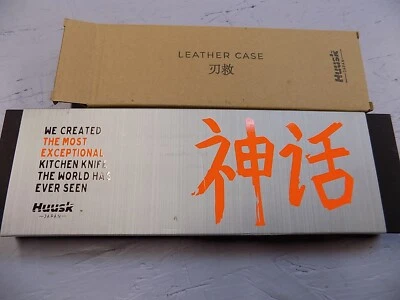 LEATHER CASE
刃救
Huusk
JAPAN
WE CREATED
THE MOST
EXCEPTIONAL
KITCHEN KNIFE
THE WORLD HAS
EVER SEEN
Huusk
JAPAN
神话